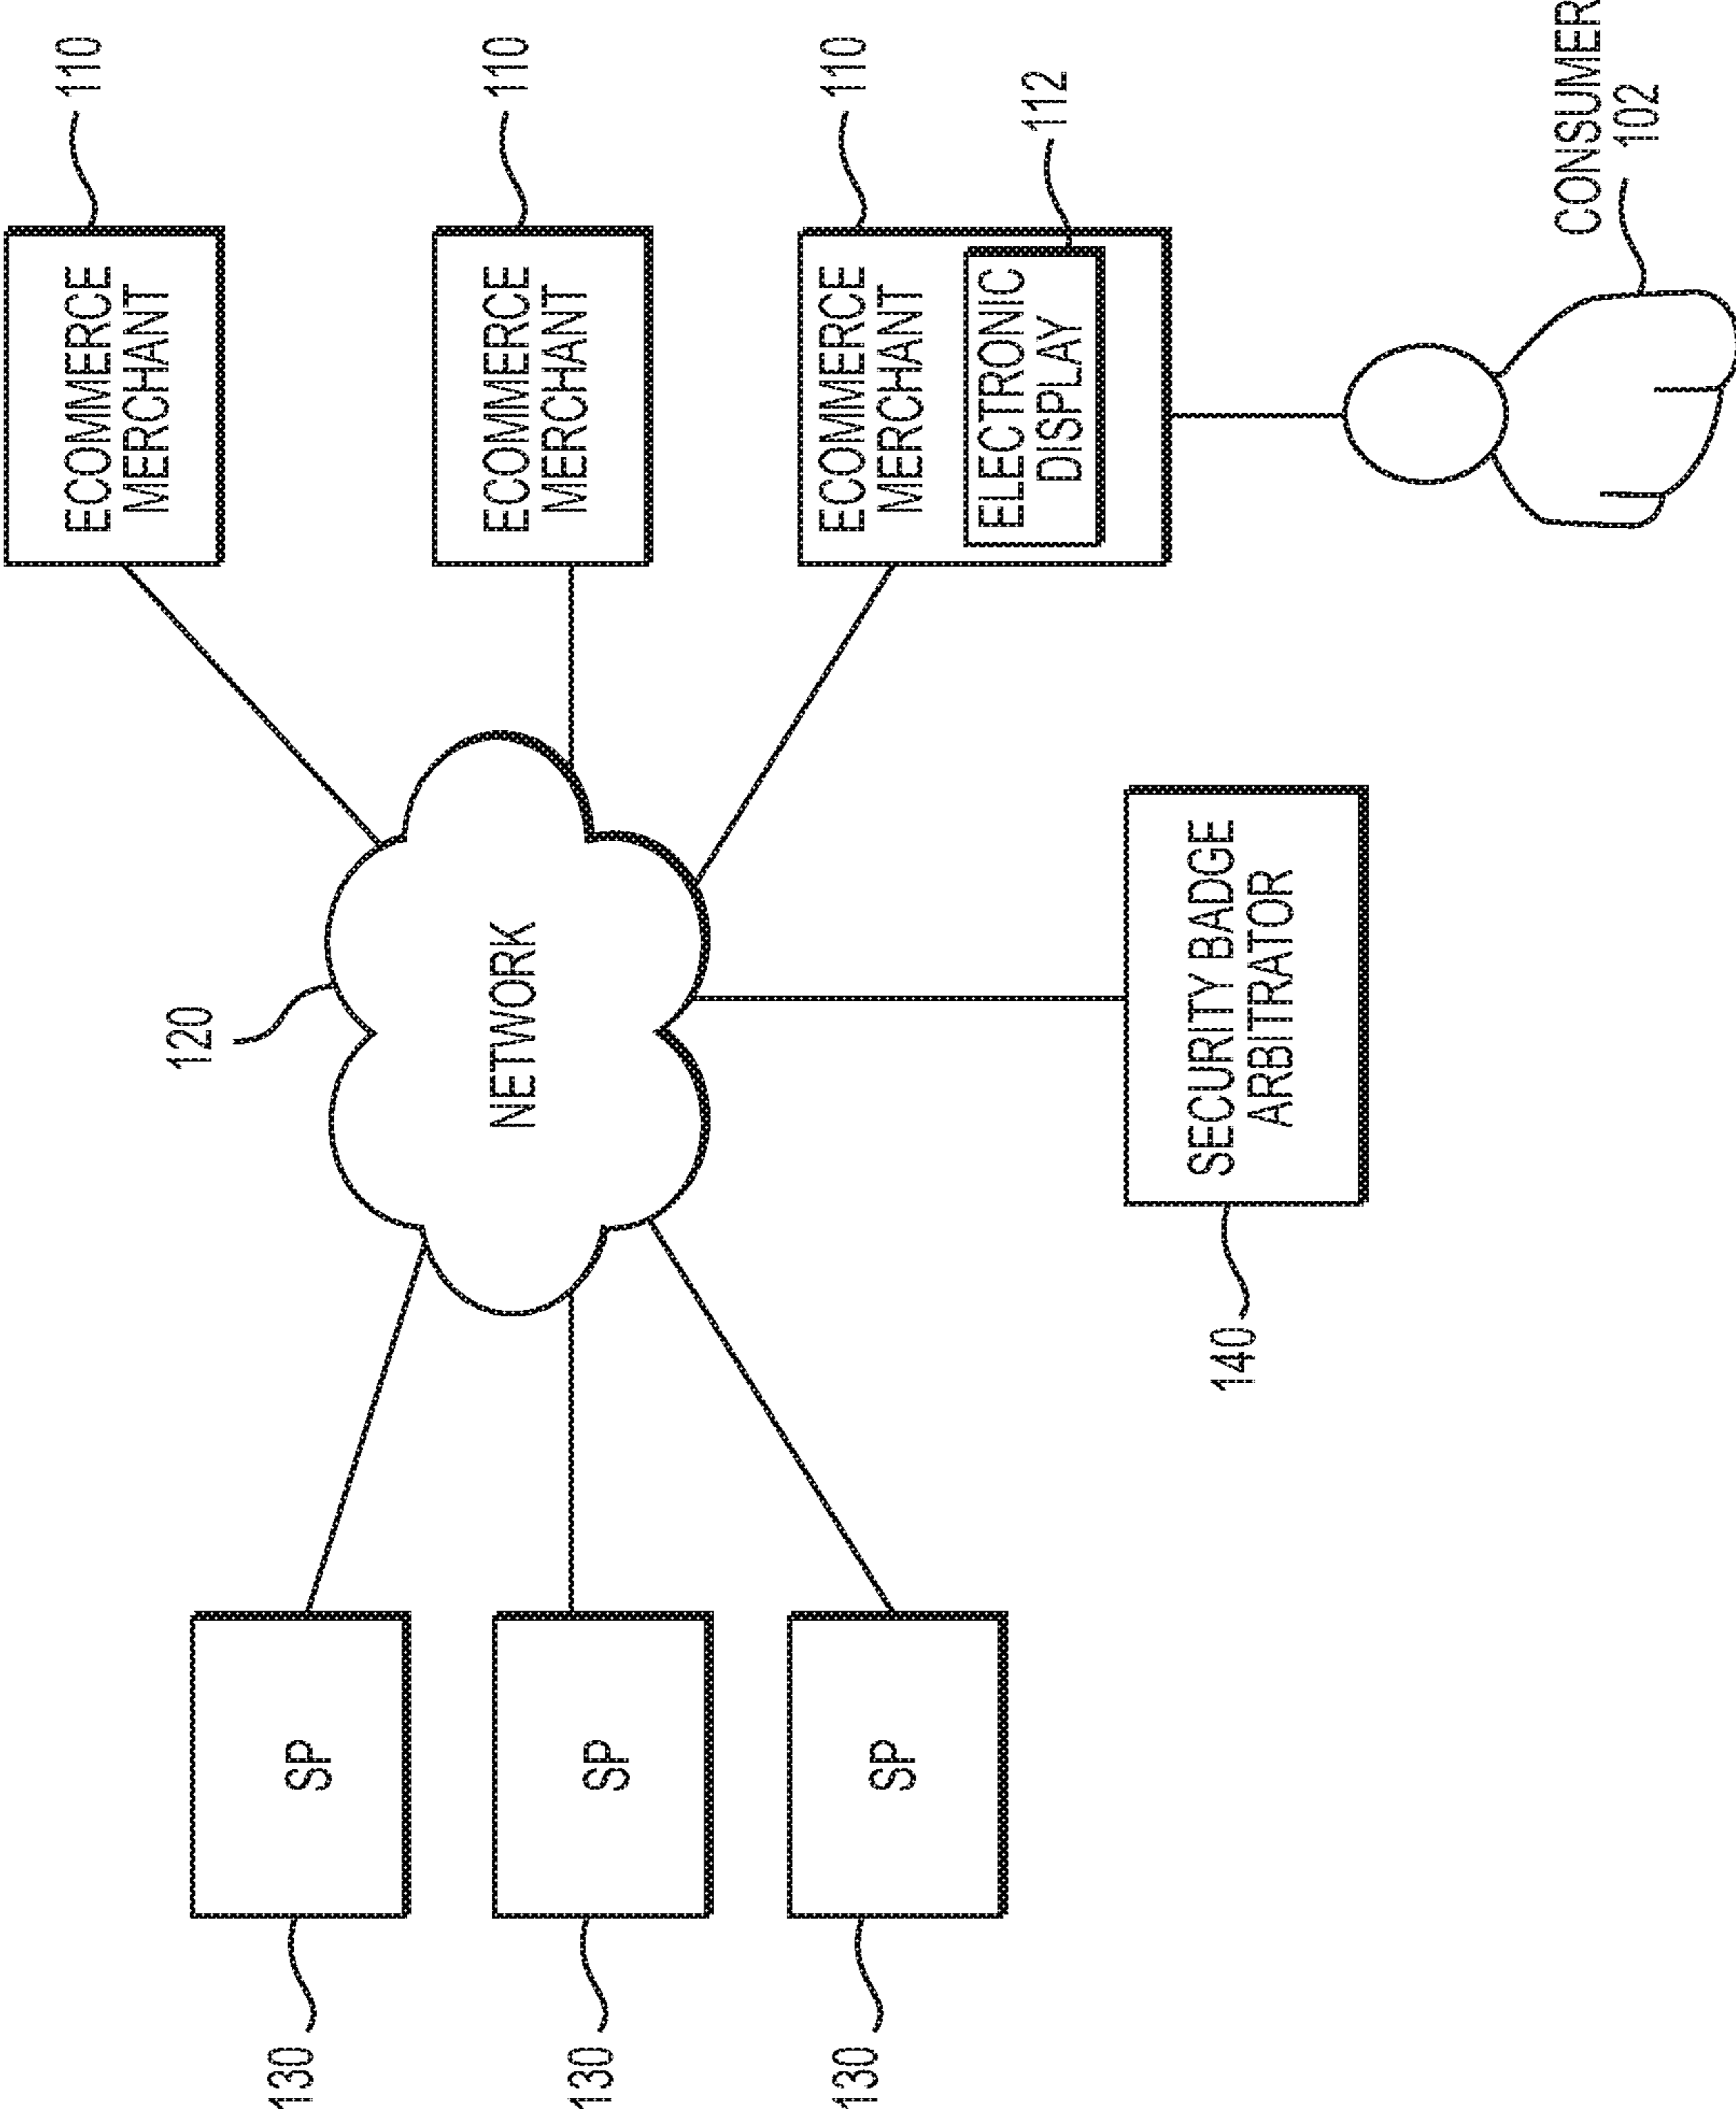 130
SP
130
SP
130
SP
120
NETWORK
140
SECURITY BADGE
ARBITRATOR
ECOMMERCE
MERCHANT
110
ECOMMERCE
MERCHANT
110
ECOMMERCE
MERCHANT
110
ELECTRONIC
DISPLAY
112
CONSUMER
102